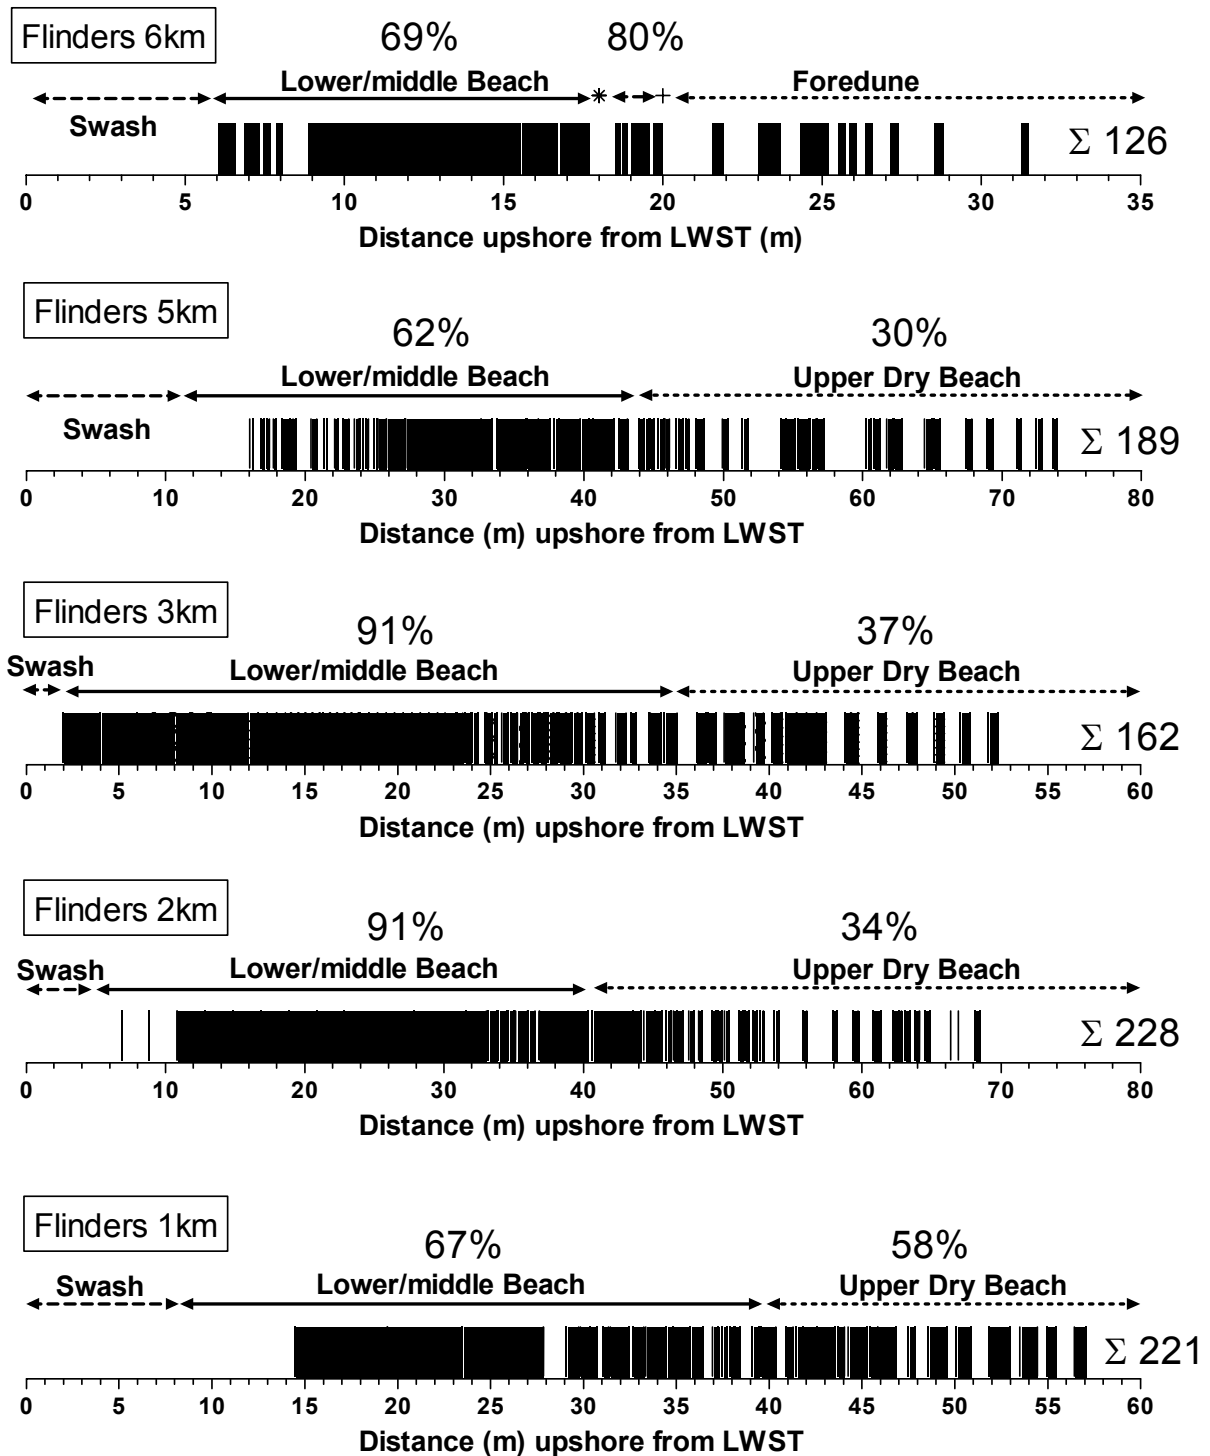 Flinders 6km
69% 80%
Lower/middle Beach * + Foredune
Swash
Σ 126
0 5 10 15 20 25 30 35
Distance upshore from LWST (m)
Flinders 5km
62% 30%
Lower/middle Beach Upper Dry Beach
Swash
Σ 189
0 10 20 30 40 50 60 70 80
Distance (m) upshore from LWST
Flinders 3km
91% 37%
Swash Lower/middle Beach Upper Dry Beach
Σ 162
0 5 10 15 20 25 30 35 40 45 50 55 60
Distance (m) upshore from LWST
Flinders 2km
91% 34%
Swash Lower/middle Beach Upper Dry Beach
Σ 228
0 10 20 30 40 50 60 70 80
Distance (m) upshore from LWST
Flinders 1km
67% 58%
Swash Lower/middle Beach Upper Dry Beach
Σ 221
0 5 10 15 20 25 30 35 40 45 50 55 60
Distance (m) upshore from LWST